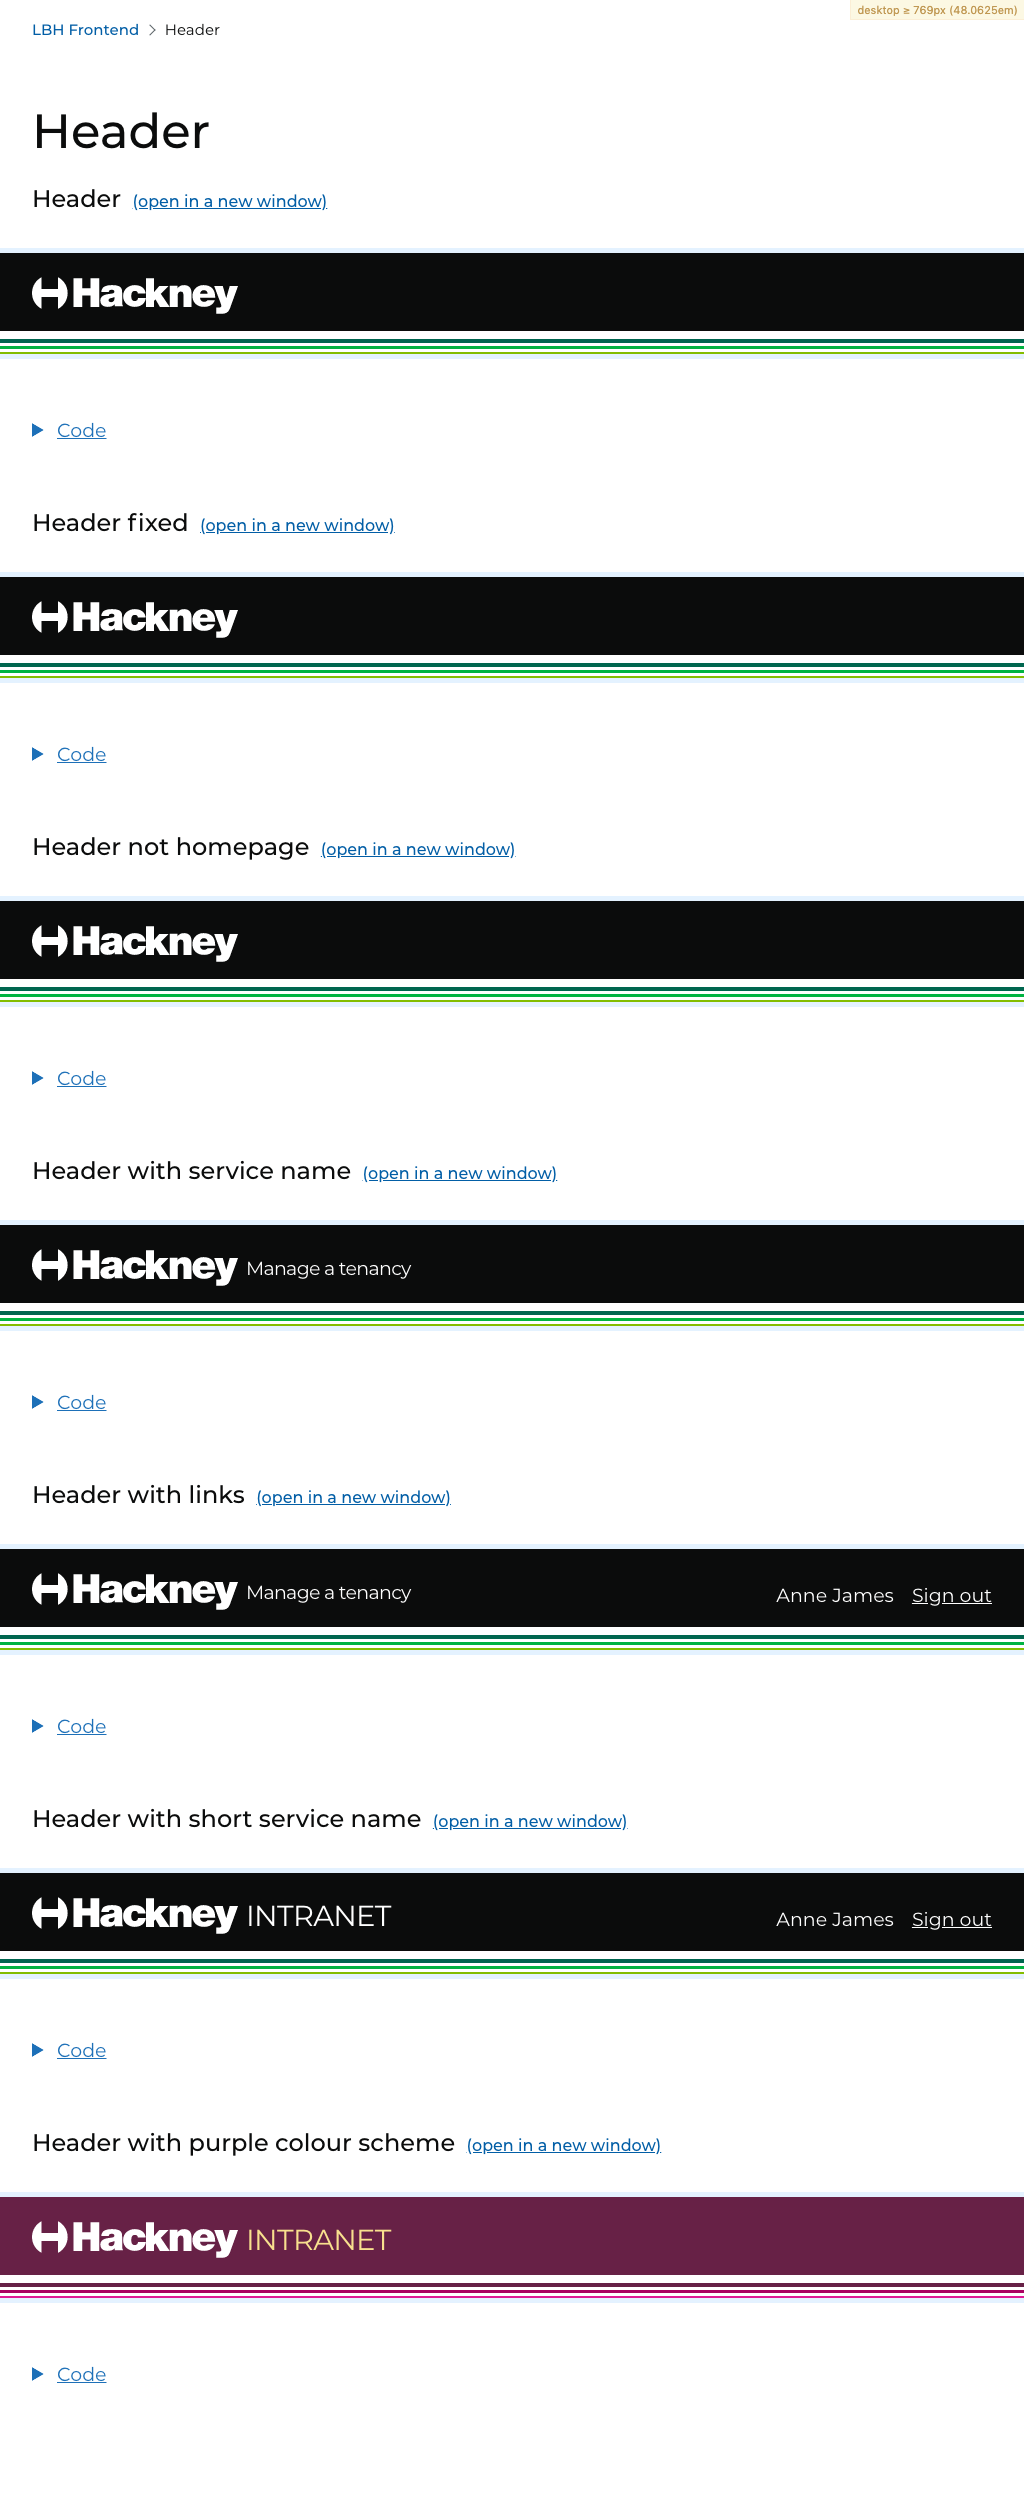 desktop ≥ 769px (48.0625em)
LBH Frontend Header
Header
Header (open in a new window)
Hackney
Code
Header fixed (open in a new window)
Hackney
Code
Header not homepage (open in a new window)
Hackney
Code
Header with service name (open in a new window)
Hackney Manage a tenancy
Code
Header with links (open in a new window)
Hackney Manage a tenancy Anne James Sign out
Code
Header with short service name (open in a new window)
Hackney INTRANET Anne James Sign out
Code
Header with purple colour scheme (open in a new window)
Hackney INTRANET
Code